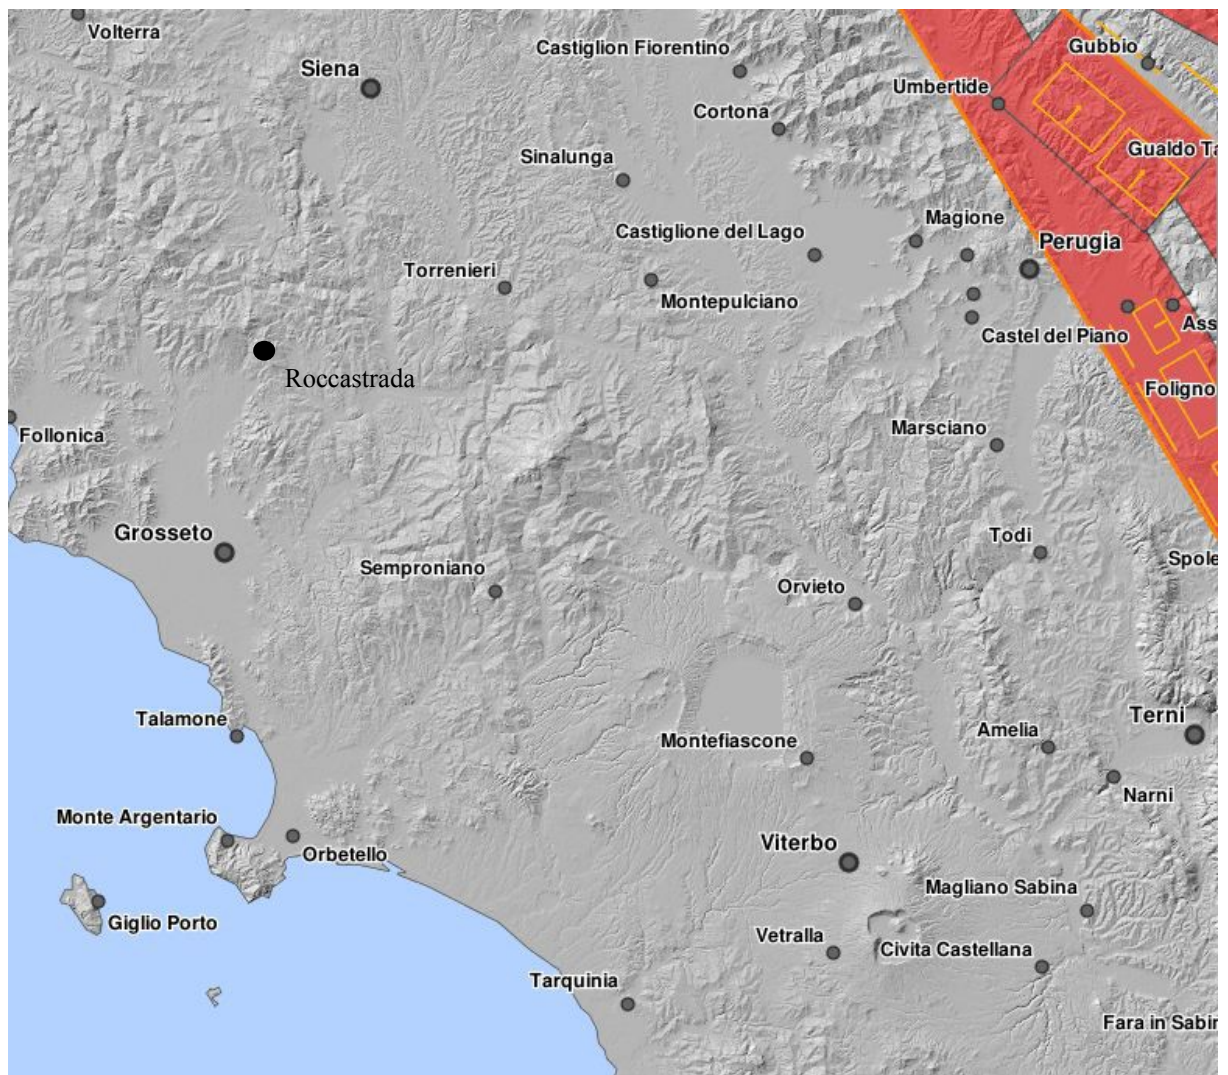 Volterra
Siena
Castiglion Fiorentino
Gubbio
Umbertide
Cortona
Gualdo Ta
Sinalunga
Magione
Castiglione del Lago
Perugia
Torrenieri
Montepulciano
Ass
Castel del Piano
Roccastrada
Foligno
Follonica
Marsciano
Grosseto
Todi
Semproniano
Spole
Orvieto
Talamone
Terni
Amelia
Montefiascone
Narni
Monte Argentario
Viterbo
Orbetello
Magliano Sabina
Giglio Porto
Vetralla
Civita Castellana
Tarquinia
Fara in Sabin